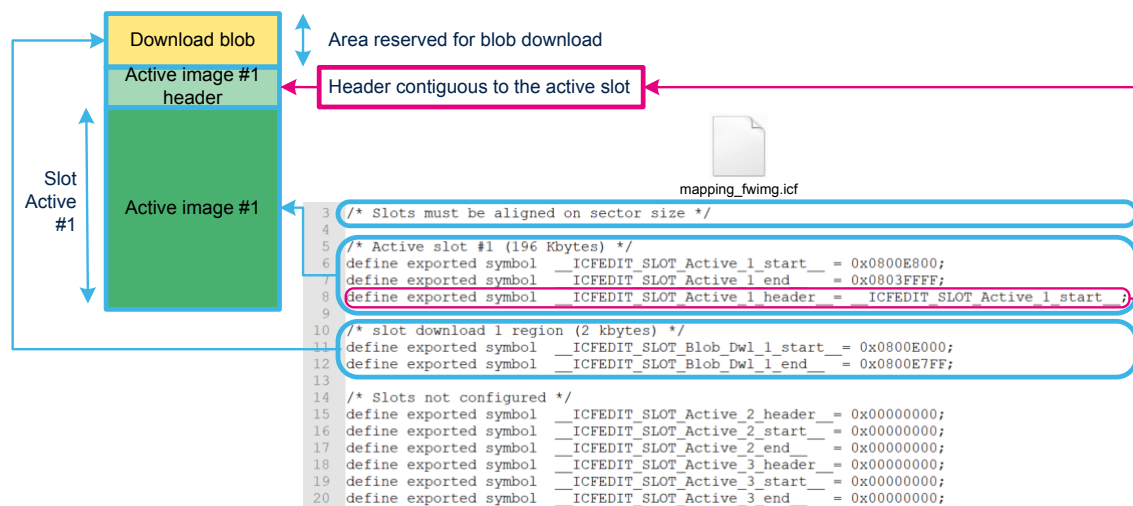 Download blob
Area reserved for blob download
Active image #1
header
Header contiguous to the active slot
Slot
Active
#1
Active image #1
mapping_fwimg.icf
3 /* Slots must be aligned on sector size */
4
5 /* Active slot #1 (196 Kbytes) */
6 define exported symbol __ICFEDIT_SLOT_Active_1_start__ = 0x0800E800;
7 define exported symbol __ICFEDIT_SLOT_Active_1_end__ = 0x0803FFFF;
8 define exported symbol __ICFEDIT_SLOT_Active_1_header__ = __ICFEDIT_SLOT_Active_1_start__;
9
10 /* slot download 1 region (2 kbytes) */
11 define exported symbol __ICFEDIT_SLOT_Blob_Dwl_1_start__= 0x0800E000;
12 define exported symbol __ICFEDIT_SLOT_Blob_Dwl_1_end__ = 0x0800E7FF;
13
14 /* Slots not configured */
15 define exported symbol __ICFEDIT_SLOT_Active_2_header__= 0x00000000;
16 define exported symbol __ICFEDIT_SLOT_Active_2_start__ = 0x00000000;
17 define exported symbol __ICFEDIT_SLOT_Active_2_end__ = 0x00000000;
18 define exported symbol __ICFEDIT_SLOT_Active_3_header__= 0x00000000;
19 define exported symbol __ICFEDIT_SLOT_Active_3_start__ = 0x00000000;
20 define exported symbol __ICFEDIT_SLOT_Active_3_end__ = 0x00000000;